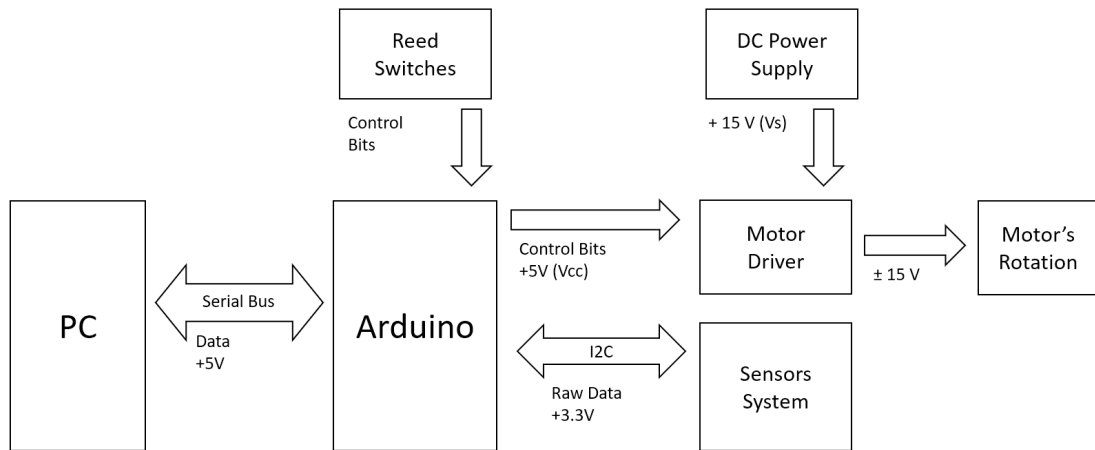 Reed
Switches
DC Power
Supply
Control
Bits
+ 15 V (Vs)
PC
Serial Bus
Data
+5V
Arduino
Control Bits
+5V (Vcc)
Motor
Driver
± 15 V
Motor’s
Rotation
I2C
Raw Data
+3.3V
Sensors
System